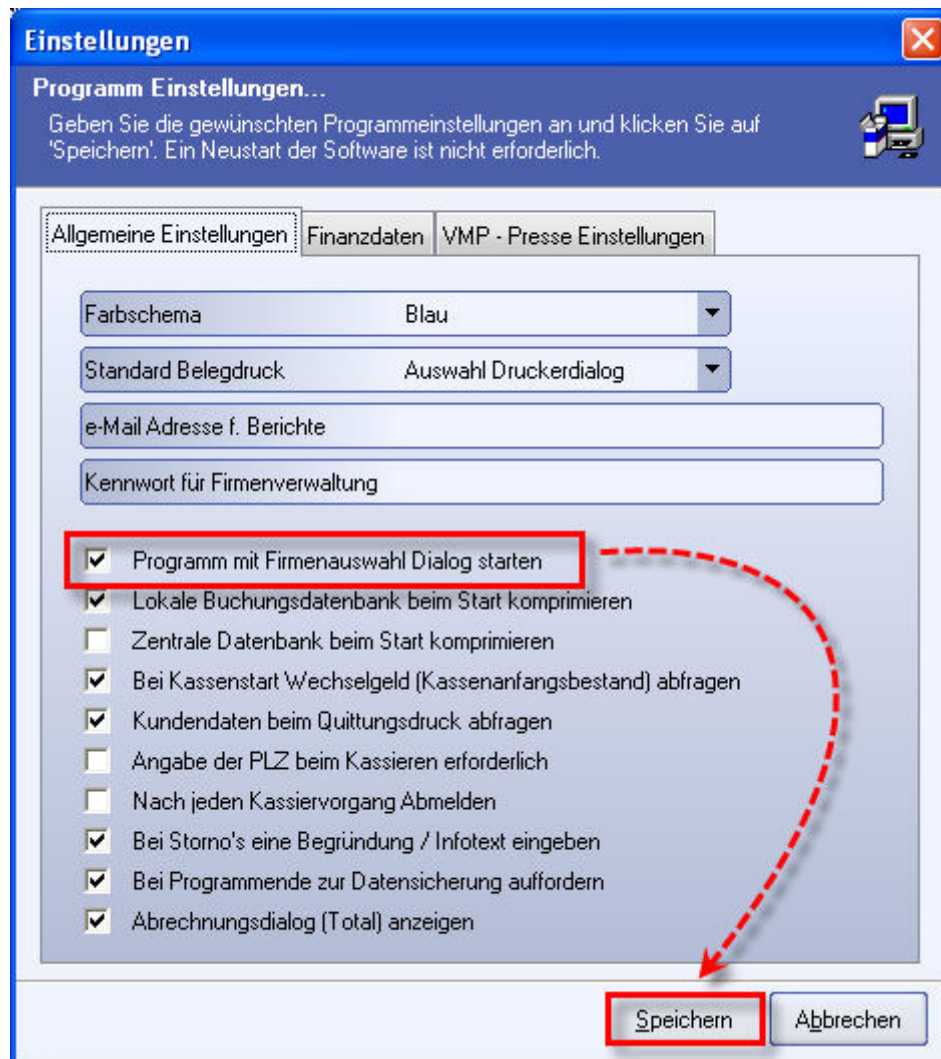 Einstellungen
Programm Einstellungen...
Geben Sie die gewünschten Programmeinstellungen an und klicken Sie auf
'Speichern'. Ein Neustart der Software ist nicht erforderlich.
Allgemeine Einstellungen Finanzdaten VMP - Presse Einstellungen
Farbschema Blau
Standard Belegdruck Auswahl Druckerdialog
e-Mail Adresse f. Berichte
Kennwort für Firmenverwaltung
Programm mit Firmenauswahl Dialog starten
Lokale Buchungsdatenbank beim Start komprimieren
Zentrale Datenbank beim Start komprimieren
Bei Kassenstart Wechselgeld (Kassenanfangsbestand) abfragen
Kundendaten beim Quittungsdruck abfragen
Angabe der PLZ beim Kassieren erforderlich
Nach jeden Kassiervorgang Abmelden
Bei Storno's eine Begründung / Infotext eingeben
Bei Programmende zur Datensicherung auffordern
Abrechnungsdialog (Total) anzeigen
Speichern Abbrechen